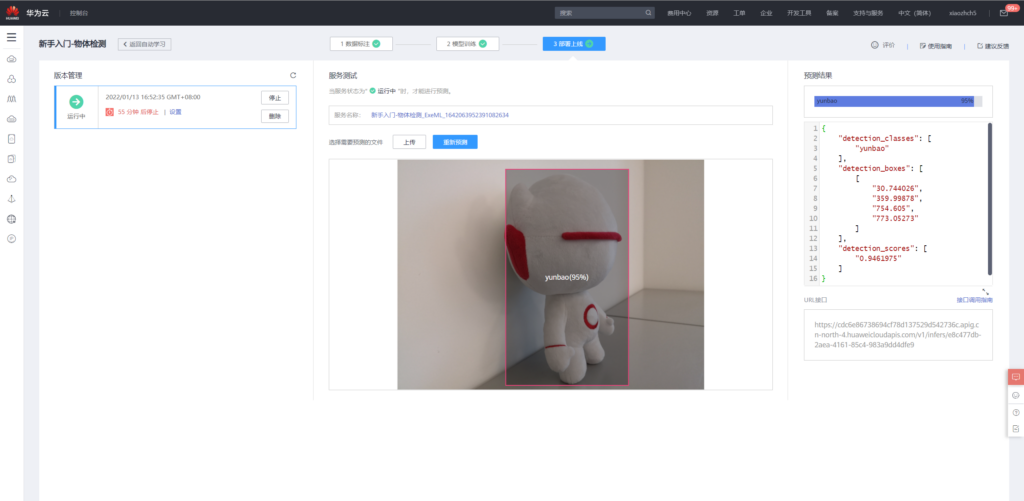 HUAWEI
华为云
控制台
搜索
费用中心
资源
工单
企业
开发工具
备案
支持与服务
中文（简体）
xiaozhch5
99+
新手入门-物体检测
返回自动学习
1 数据标注
2 模型训练
3 部署上线
评价
使用指南
建议反馈
版本管理
2022/01/13 16:52:35 GMT+08:00
停止
运行中
55 分钟 后停止 | 设置
删除
服务测试
当服务状态为“ 运行中 ”时，才能进行预测。
服务名称： 新手入门-物体检测_ExeML_1642063952391082634
选择需要预测的文件
上传
重新预测
yunbao(95%)
预测结果
yunbao 95%
1 {
2 "detection_classes": [
3 "yunbao"
4 ],
5 "detection_boxes": [
6 [
7 "30.744026",
8 "359.99878",
9 "754.605",
10 "773.05273"
11 ]
12 ],
13 "detection_scores": [
14 "0.9461975"
15 ]
16 }
URL接口
接口调用指南
https://cdc6e86738694cf78d137529d542736c.apig.c
n-north-4.huaweicloudapis.com/v1/infers/e8c477db-
2aea-4161-85c4-983a9dd4dfe9